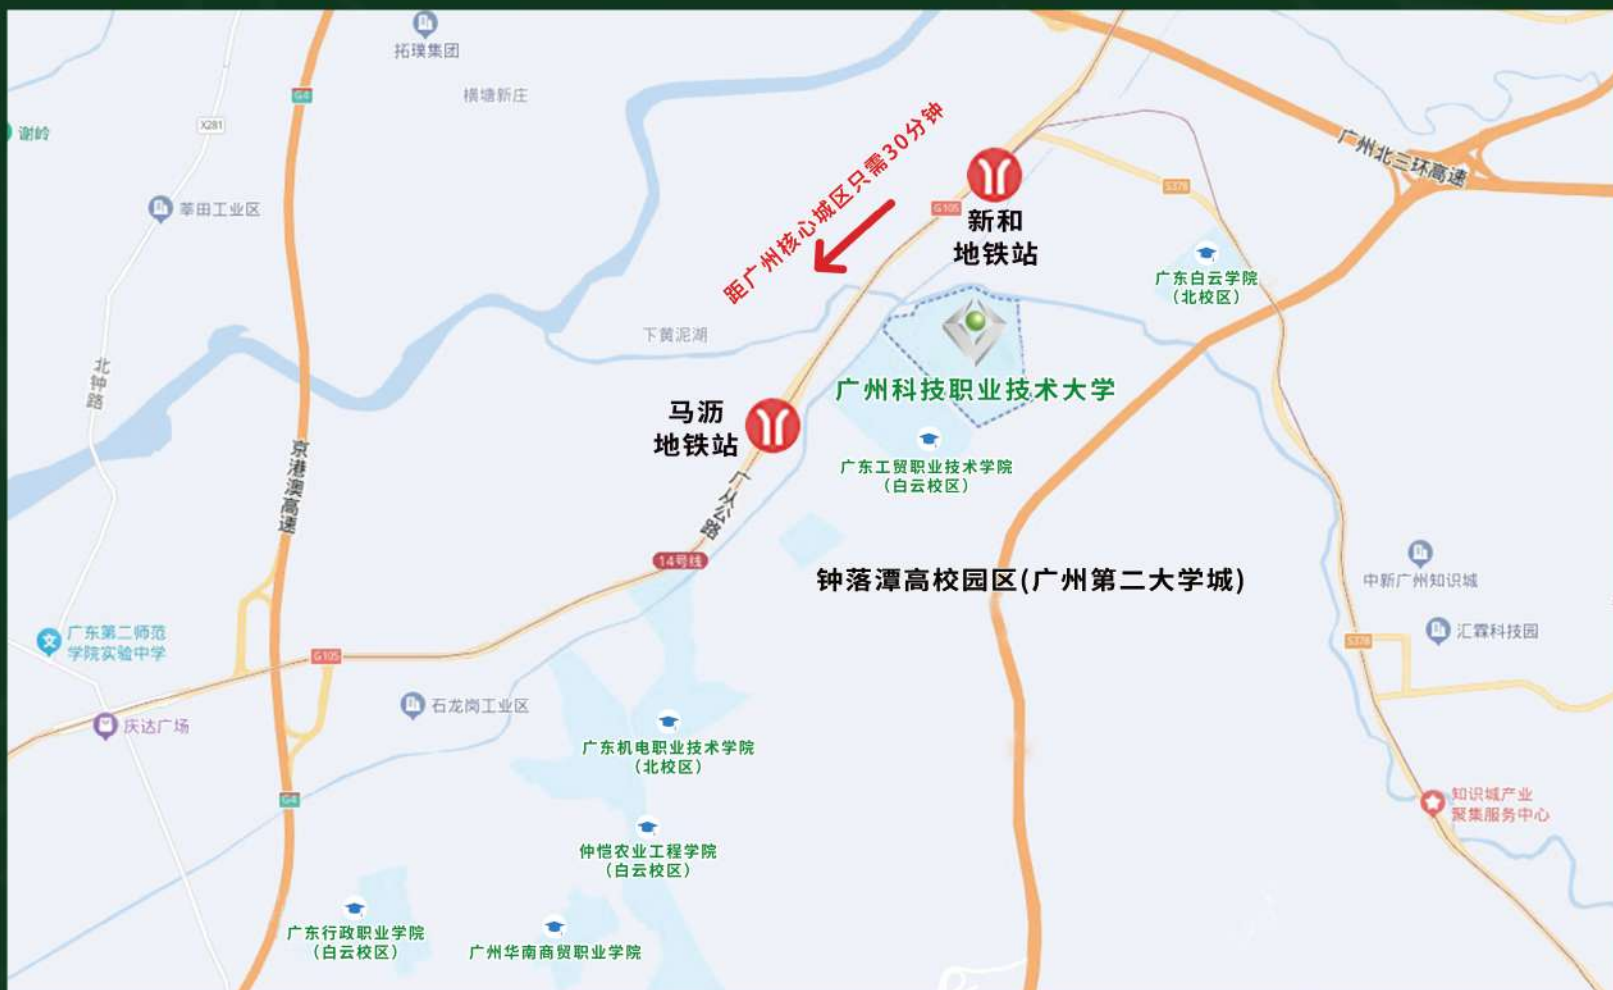 拓璞集团
横塘新庄
G4
X281
谢岭
莘田工业区
距广州核心城区只需30分钟
G105
新和
地铁站
广州北三环高速
S378
广东白云学院
(北校区)
下黄泥湖
北钟路
广州科技职业技术大学
马沥
地铁站
广东工贸职业技术学院
(白云校区)
京港澳高速
广从公路
14号线
钟落潭高校园区(广州第二大学城)
中新广州知识城
汇霖科技园
S378
广东第二师范
学院实验中学
G105
石龙岗工业区
庆达广场
广东机电职业技术学院
(北校区)
G4
知识城产业
聚集服务中心
仲恺农业工程学院
(白云校区)
广东行政职业学院
(白云校区)
广州华南商贸职业学院